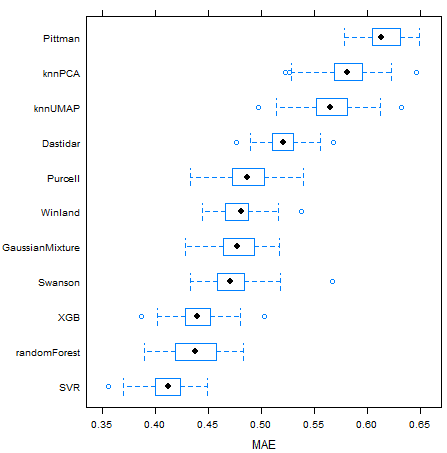 Pittman
knnPCA
knnUMAP
Dastidar
Purcell
Winland
GaussianMixture
Swanson
XGB
randomForest
SVR
0.35 0.40 0.45 0.50 0.55 0.60 0.65
MAE